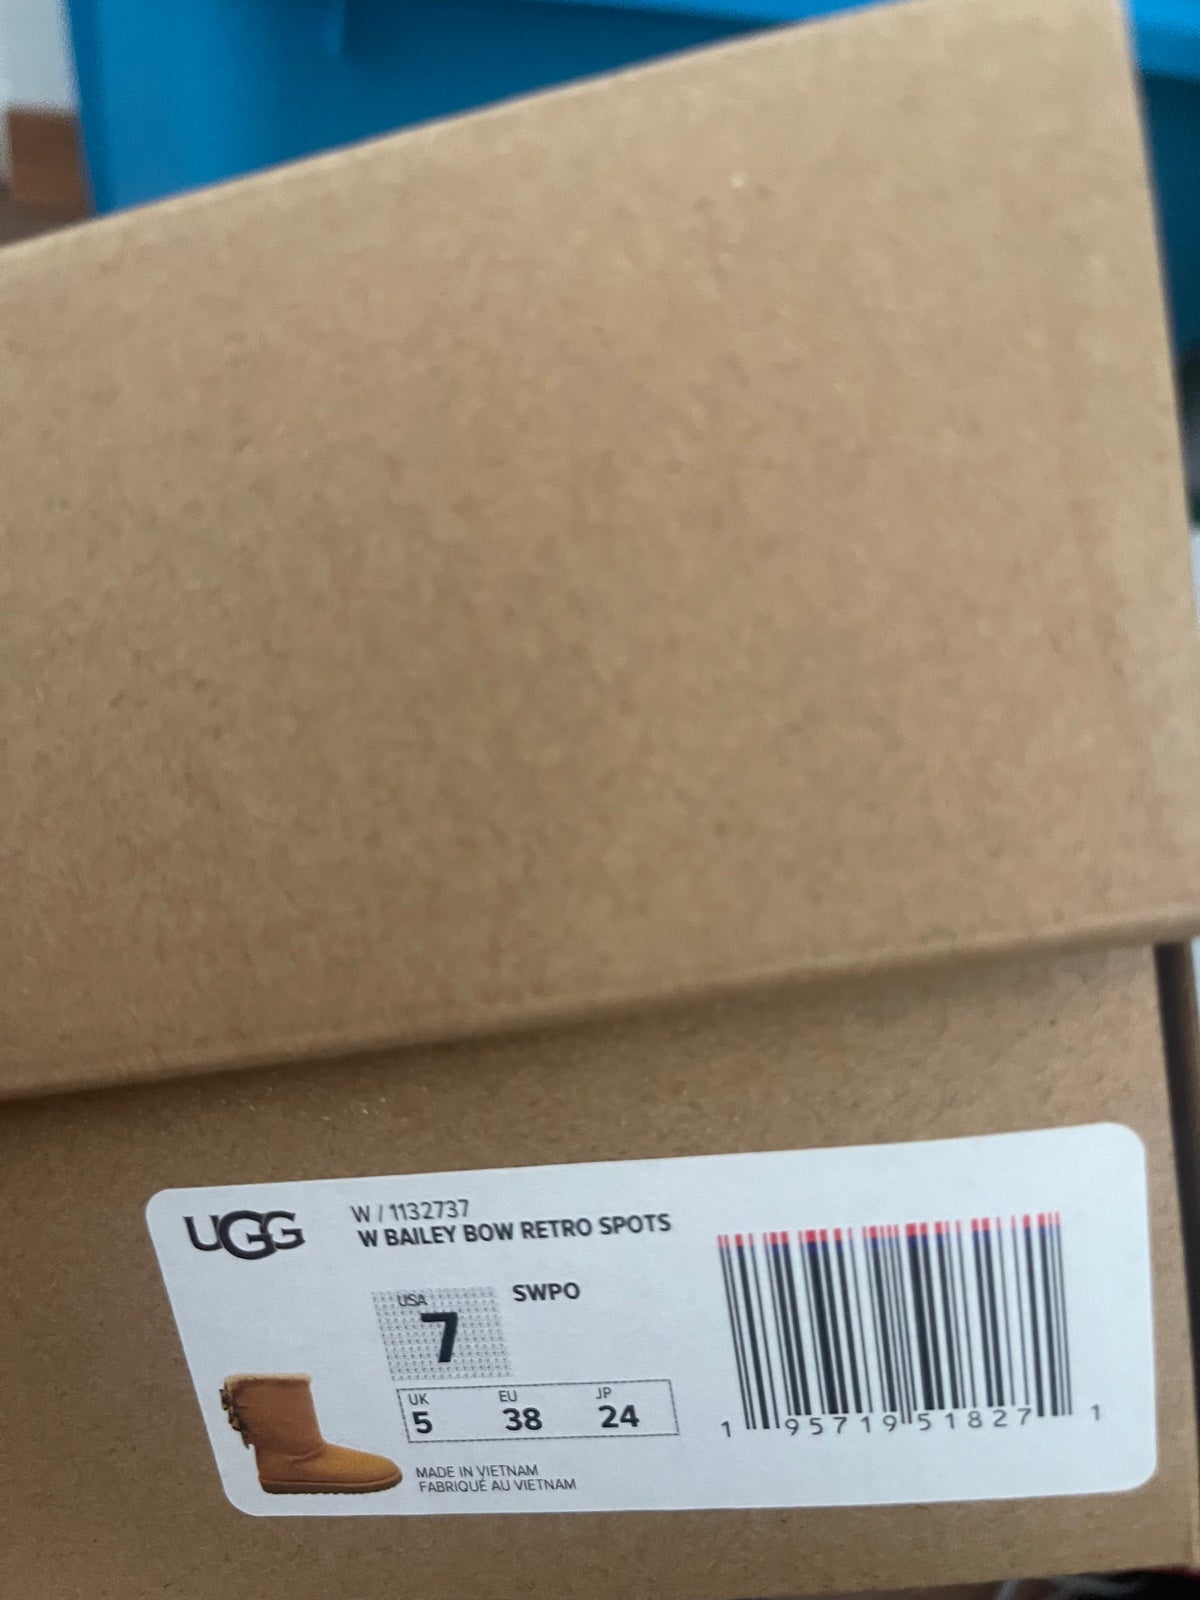 UGG
W / 1132737
W BAILEY BOW RETRO SPOTS
USA
7
SWPO
UK EU JP
5 38 24
MADE IN VIETNAM
FABRIQUÉ AU VIETNAM
1 95719 51827 1